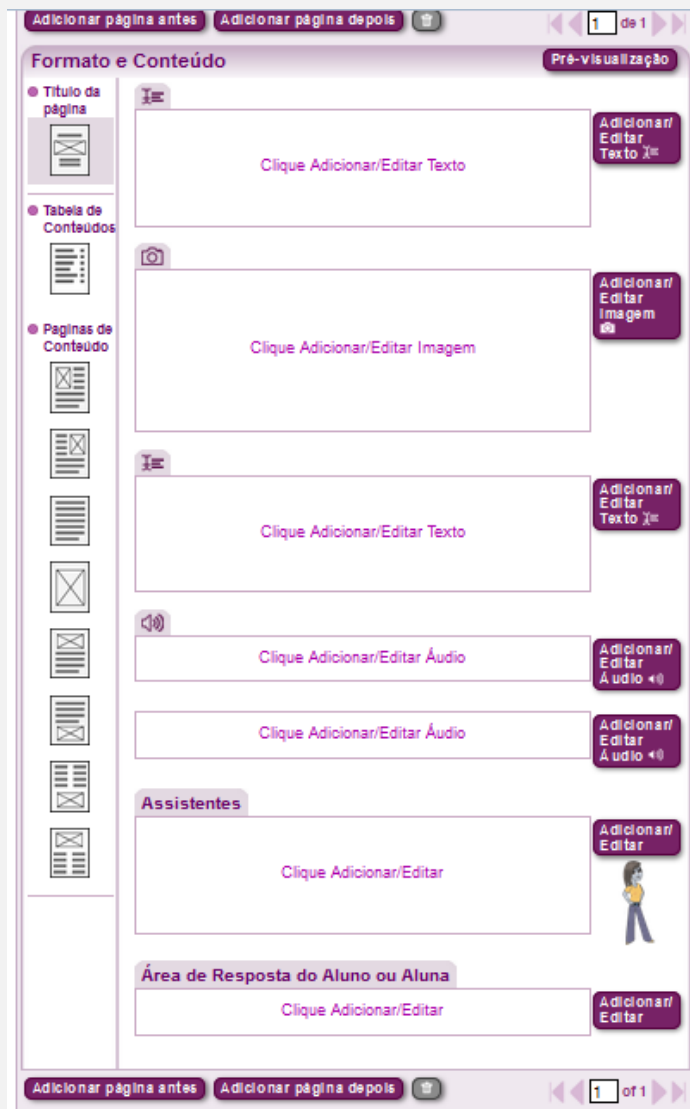 Adicionar página antes Adicionar página depois 1 de 1
Formato e Conteúdo Pré-visualização
Título da
página
Adicionar/
Editar
Texto
Clique Adicionar/Editar Texto
Tabela de
Conteúdos
Adicionar/
Editar
Imagem
Clique Adicionar/Editar Imagem
Paginas de
Conteúdo
Adicionar/
Editar
Texto
Clique Adicionar/Editar Texto
Clique Adicionar/Editar Áudio
Adicionar/
Editar
Áudio
Clique Adicionar/Editar Áudio
Adicionar/
Editar
Áudio
Assistentes
Adicionar/
Editar
Clique Adicionar/Editar
Área de Resposta do Aluno ou Aluna
Clique Adicionar/Editar
Adicionar/
Editar
Adicionar página antes Adicionar página depois 1 of 1